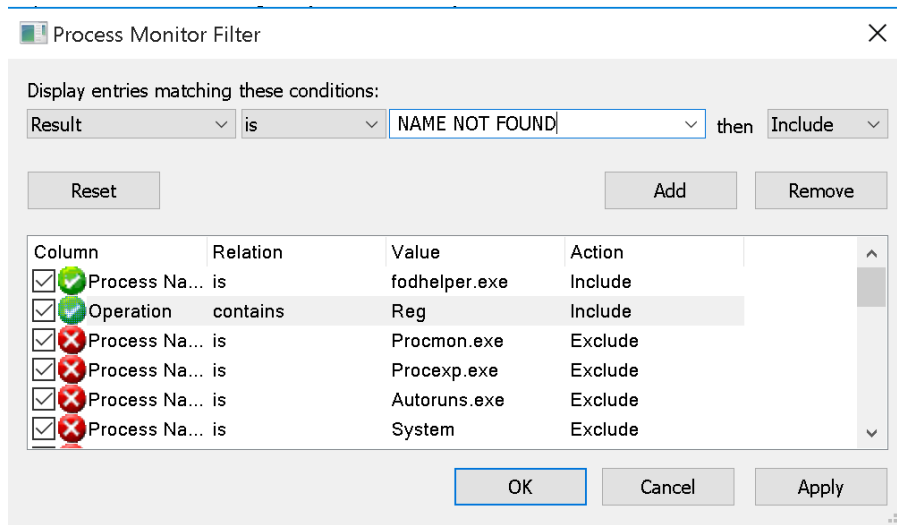 Process Monitor Filter
Display entries matching these conditions:
Result is NAME NOT FOUND then Include
Reset Add Remove
Column Relation Value Action
Process Na... is fodhelper.exe Include
Operation contains Reg Include
Process Na... is Procmon.exe Exclude
Process Na... is Procexp.exe Exclude
Process Na... is Autoruns.exe Exclude
Process Na... is System Exclude
OK Cancel Apply